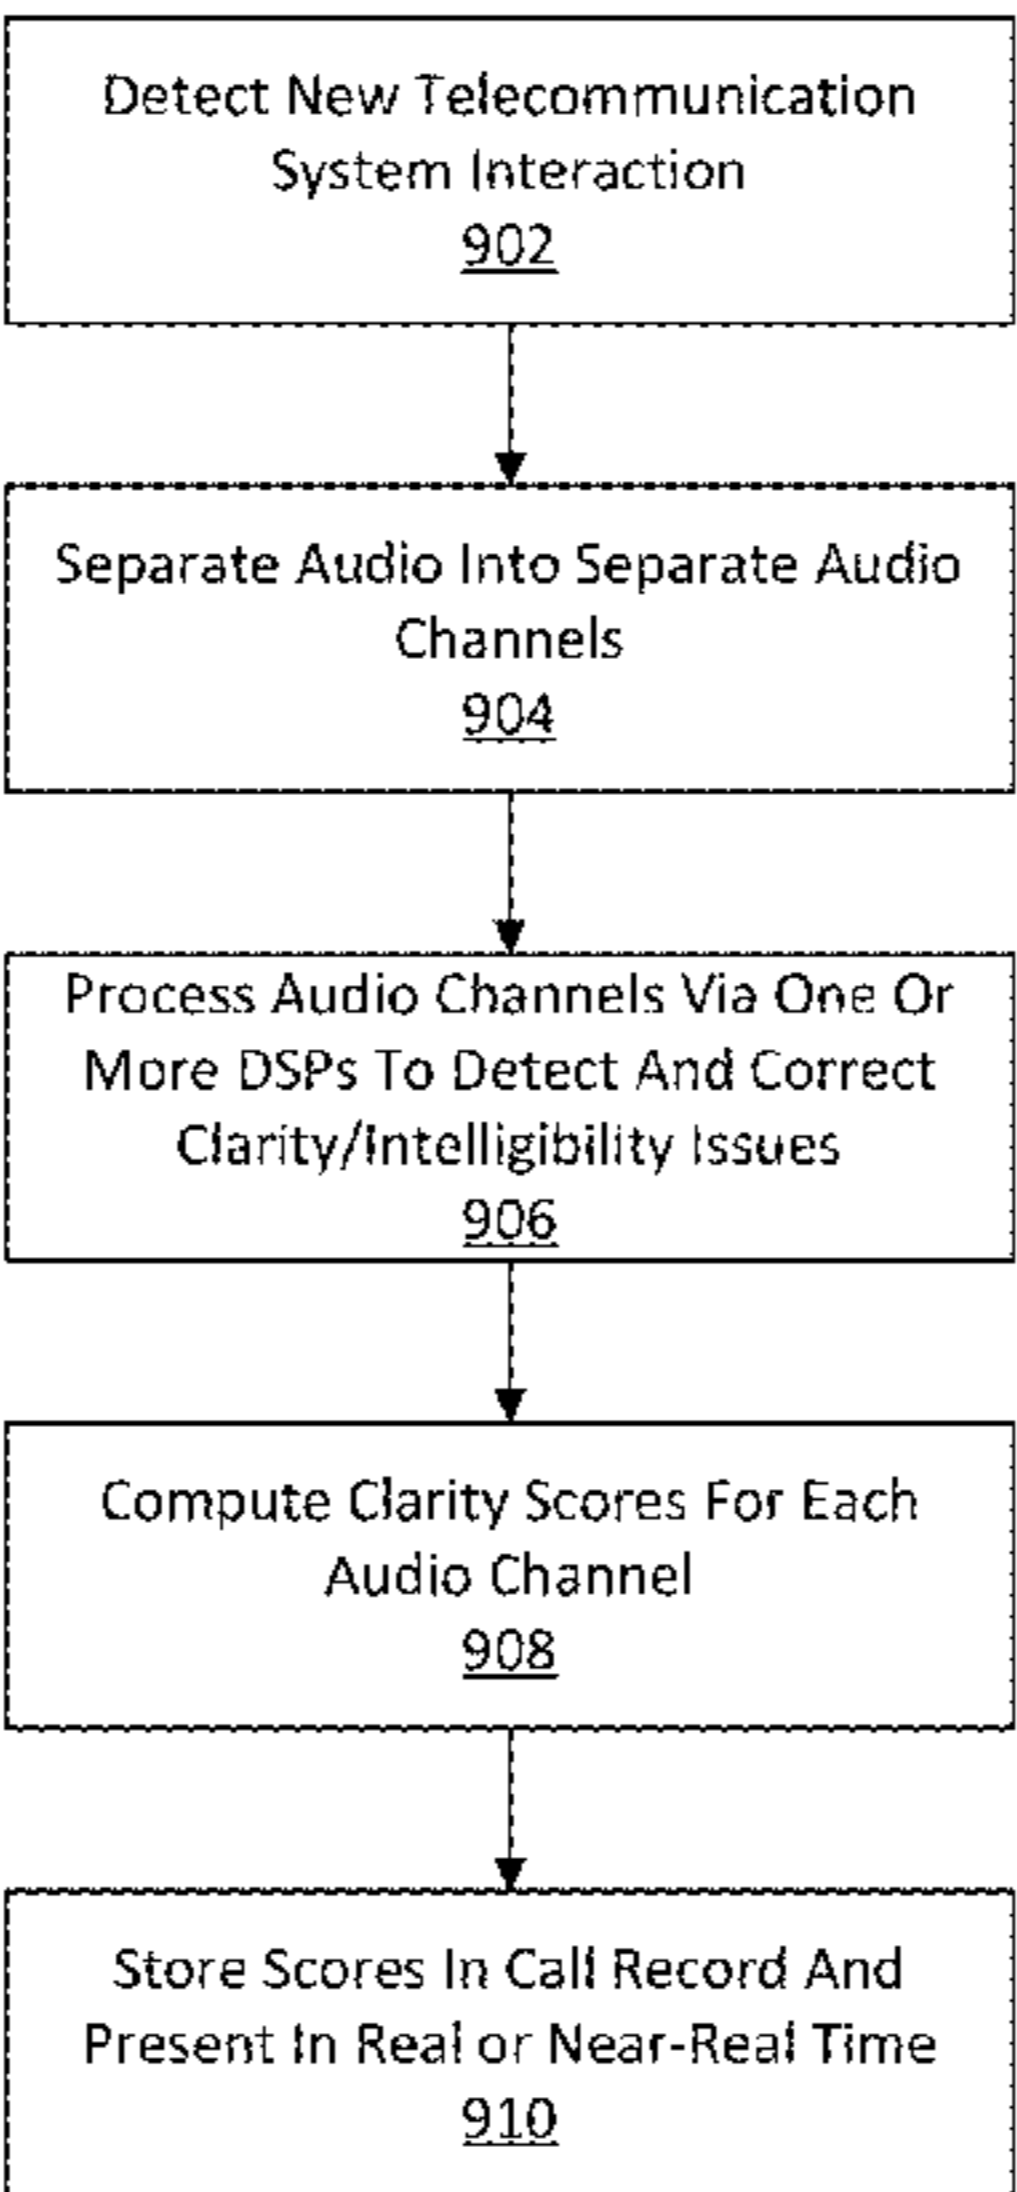 Detect New Telecommunication
System Interaction
902
Separate Audio Into Separate Audio
Channels
904
Process Audio Channels Via One Or
More DSPs To Detect And Correct
Clarity/Intelligibility Issues
906
Compute Clarity Scores For Each
Audio Channel
908
Store Scores In Call Record And
Present In Real or Near-Real Time
910